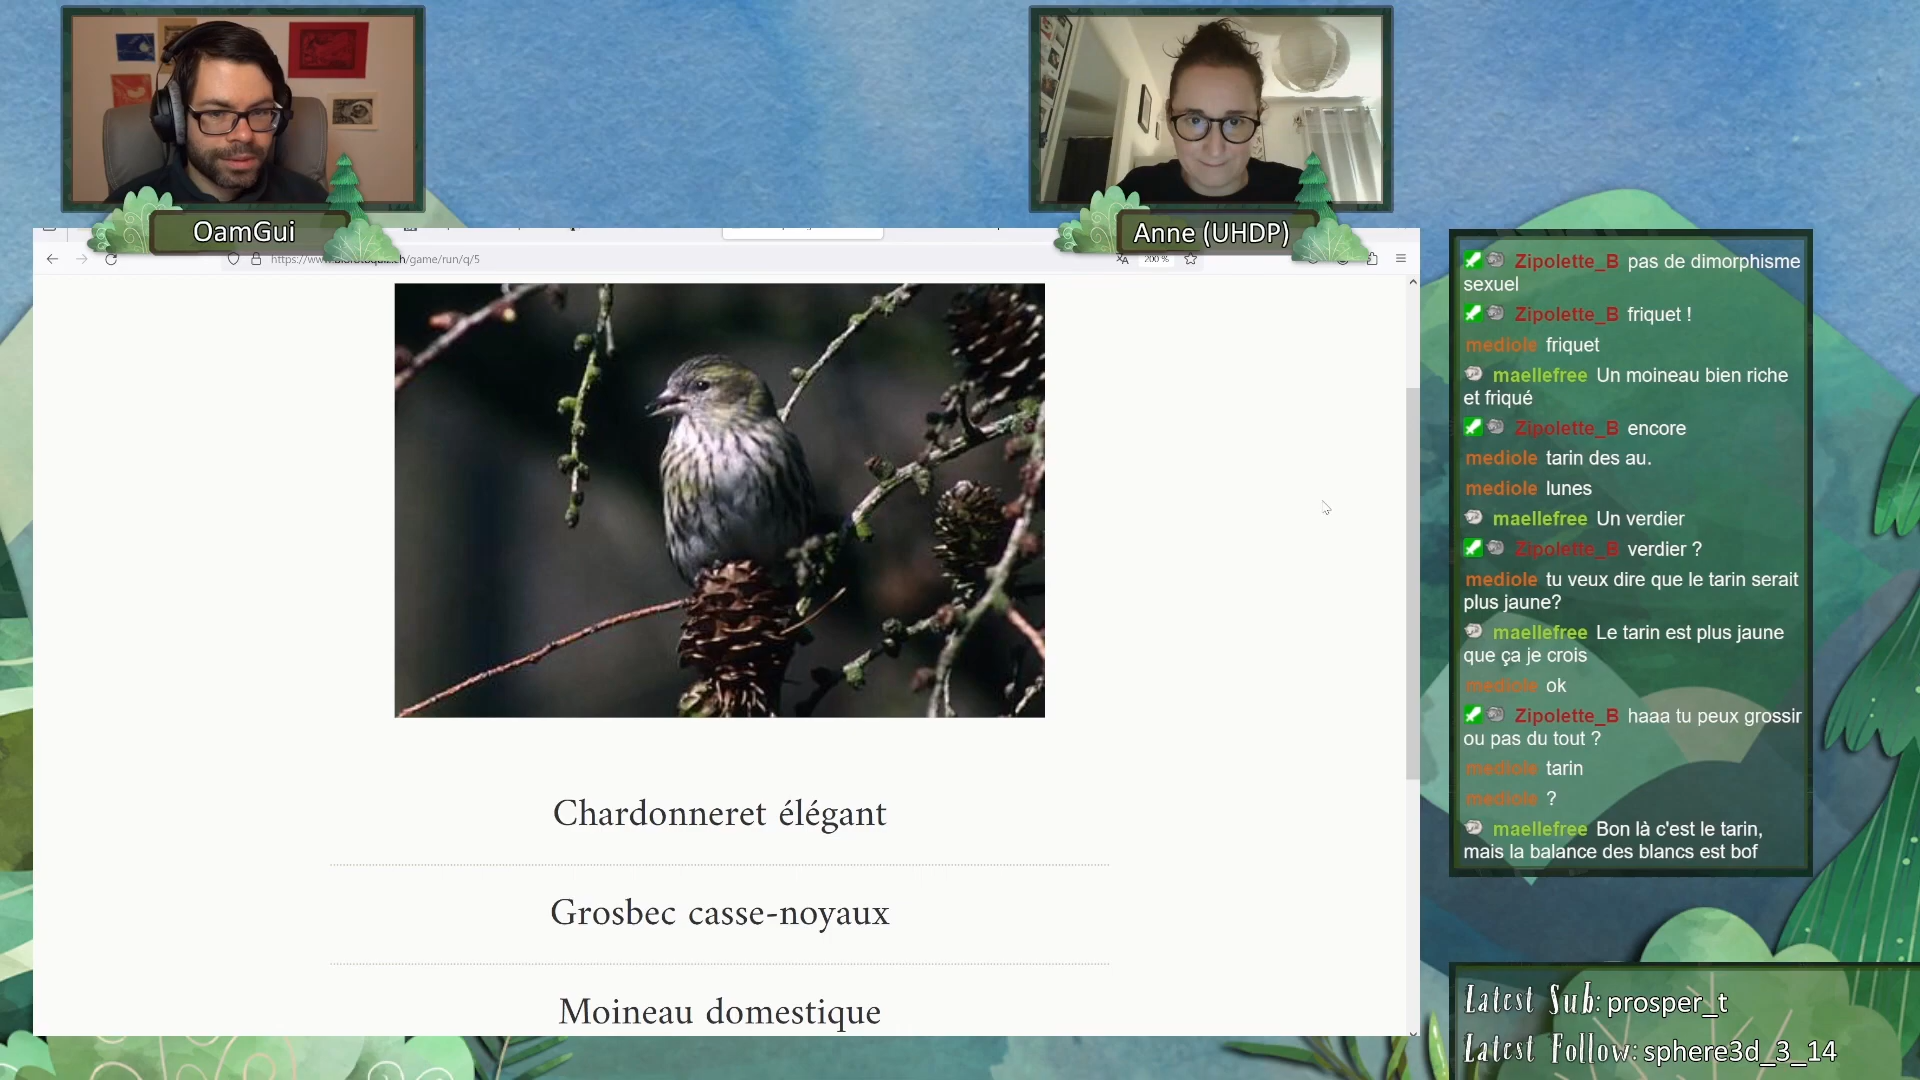 OamGui
Anne (UHDP)
/game/run/q/5
200 %
Chardonneret élégant
Grosbec casse-noyaux
Moineau domestique
Zipolette_B pas de dimorphisme
sexuel
Zipolette_B friquet !
mediole friquet
maellefree Un moineau bien riche
et friqué
Zipolette_B encore
mediole tarin des au.
mediole lunes
maellefree Un verdier
Zipolette_B verdier ?
mediole tu veux dire que le tarin serait
plus jaune?
maellefree Le tarin est plus jaune
que ça je crois
mediole ok
Zipolette_B haaa tu peux grossir
ou pas du tout ?
mediole tarin
mediole ?
maellefree Bon là c'est le tarin,
mais la balance des blancs est bof
Latest Sub: prosper_t
Latest Follow: sphere3d_3_14